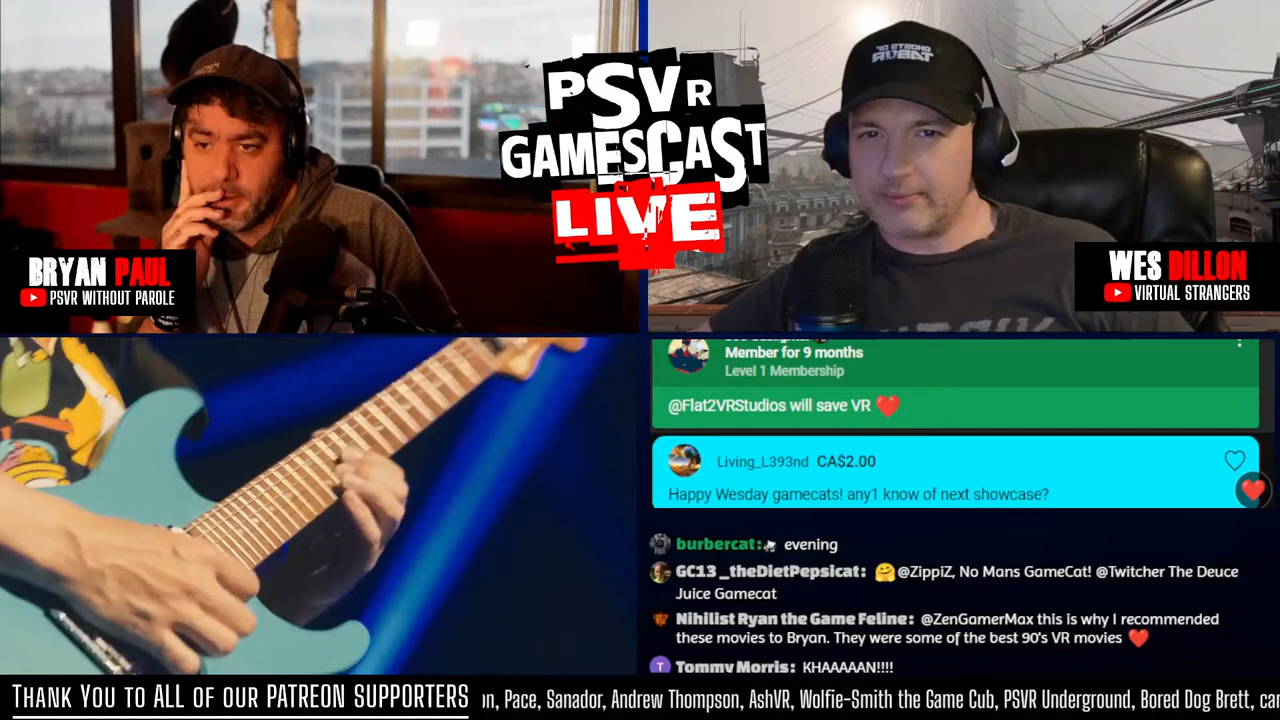 PSVR
GAMESCAST
LIVE
GHOSTS OF
TABOR
BRYAN PAUL
PSVR WITHOUT PAROLE
WES DILLON
VIRTUAL STRANGERS
Member for 9 months
Level 1 Membership
@Flat2VRStudios will save VR ❤️
Living_L393nd CA$2.00
Happy Wesday gamecats! any1 know of next showcase?
burbercat: evening
GC13_theDietPepsicat: 🤗@ZippiZ, No Mans GameCat! @Twitcher The Deuce
Juice Gamecat
Nihilist Ryan the Game Feline: @ZenGamerMax this is why I recommended
these movies to Bryan. They were some of the best 90's VR movies ❤️
T Tommy Morris: KHAAAAAN!!!!
THANK YOU TO ALL OF OUR PATREON SUPPORTERS
Pace, Sanador, Andrew Thompson, AshVR, Wolfie-Smith the Game Cub, PSVR Underground, Bored Dog Brett,